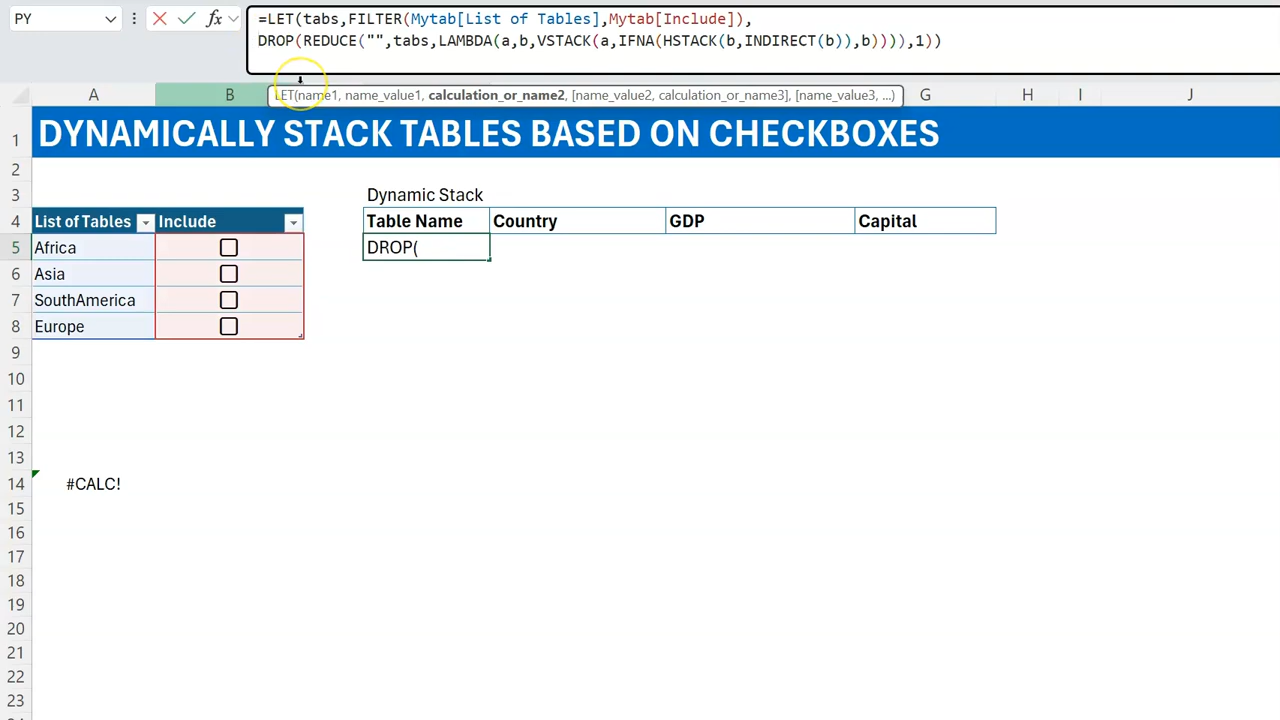 PY
fx
=LET(tabs,FILTER(Mytab[List of Tables],Mytab[Include]),
DROP(REDUCE("",tabs,LAMBDA(a,b,VSTACK(a,IFNA(HSTACK(b,INDIRECT(b)),b)))),1))
LET(name1, name_value1, calculation_or_name2, [name_value2, calculation_or_name3], [name_value3, ...)
A B G H I J
1 DYNAMICALLY STACK TABLES BASED ON CHECKBOXES
2
3 Dynamic Stack
4 List of Tables Include Table Name Country GDP Capital
5 Africa DROP(
6 Asia
7 SouthAmerica
8 Europe
9
10
11
12
13
14 #CALC!
15
16
17
18
19
20
21
22
23